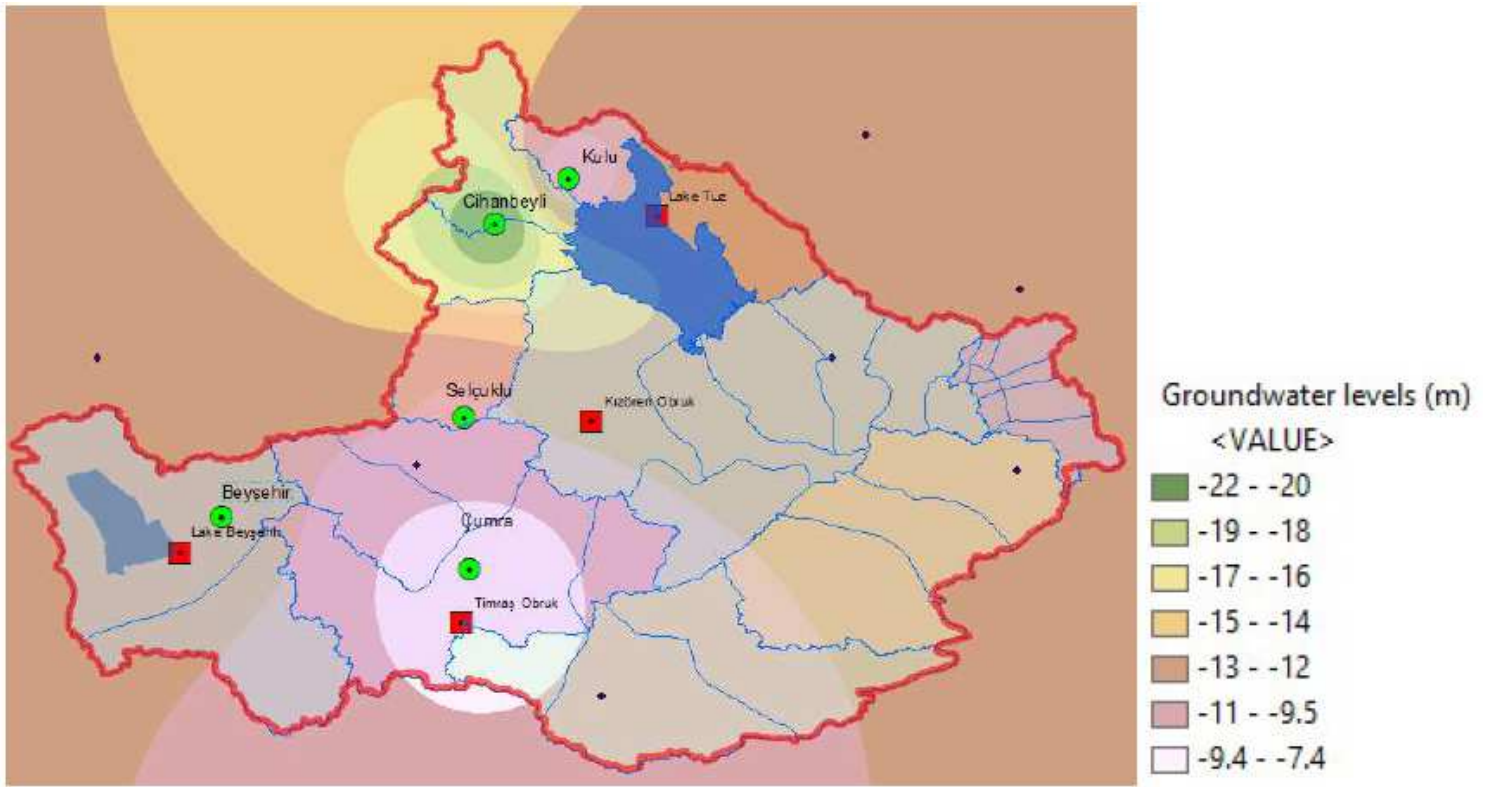 Kulu
Lake Tuz
Cihanbeyli
Selçuklu
Kızören Obruk
Beyşehir
Lake Beyşehir
Çumra
Timraş Obruk
Groundwater levels (m)
<VALUE>
-22 - -20
-19 - -18
-17 - -16
-15 - -14
-13 - -12
-11 - -9.5
-9.4 - -7.4